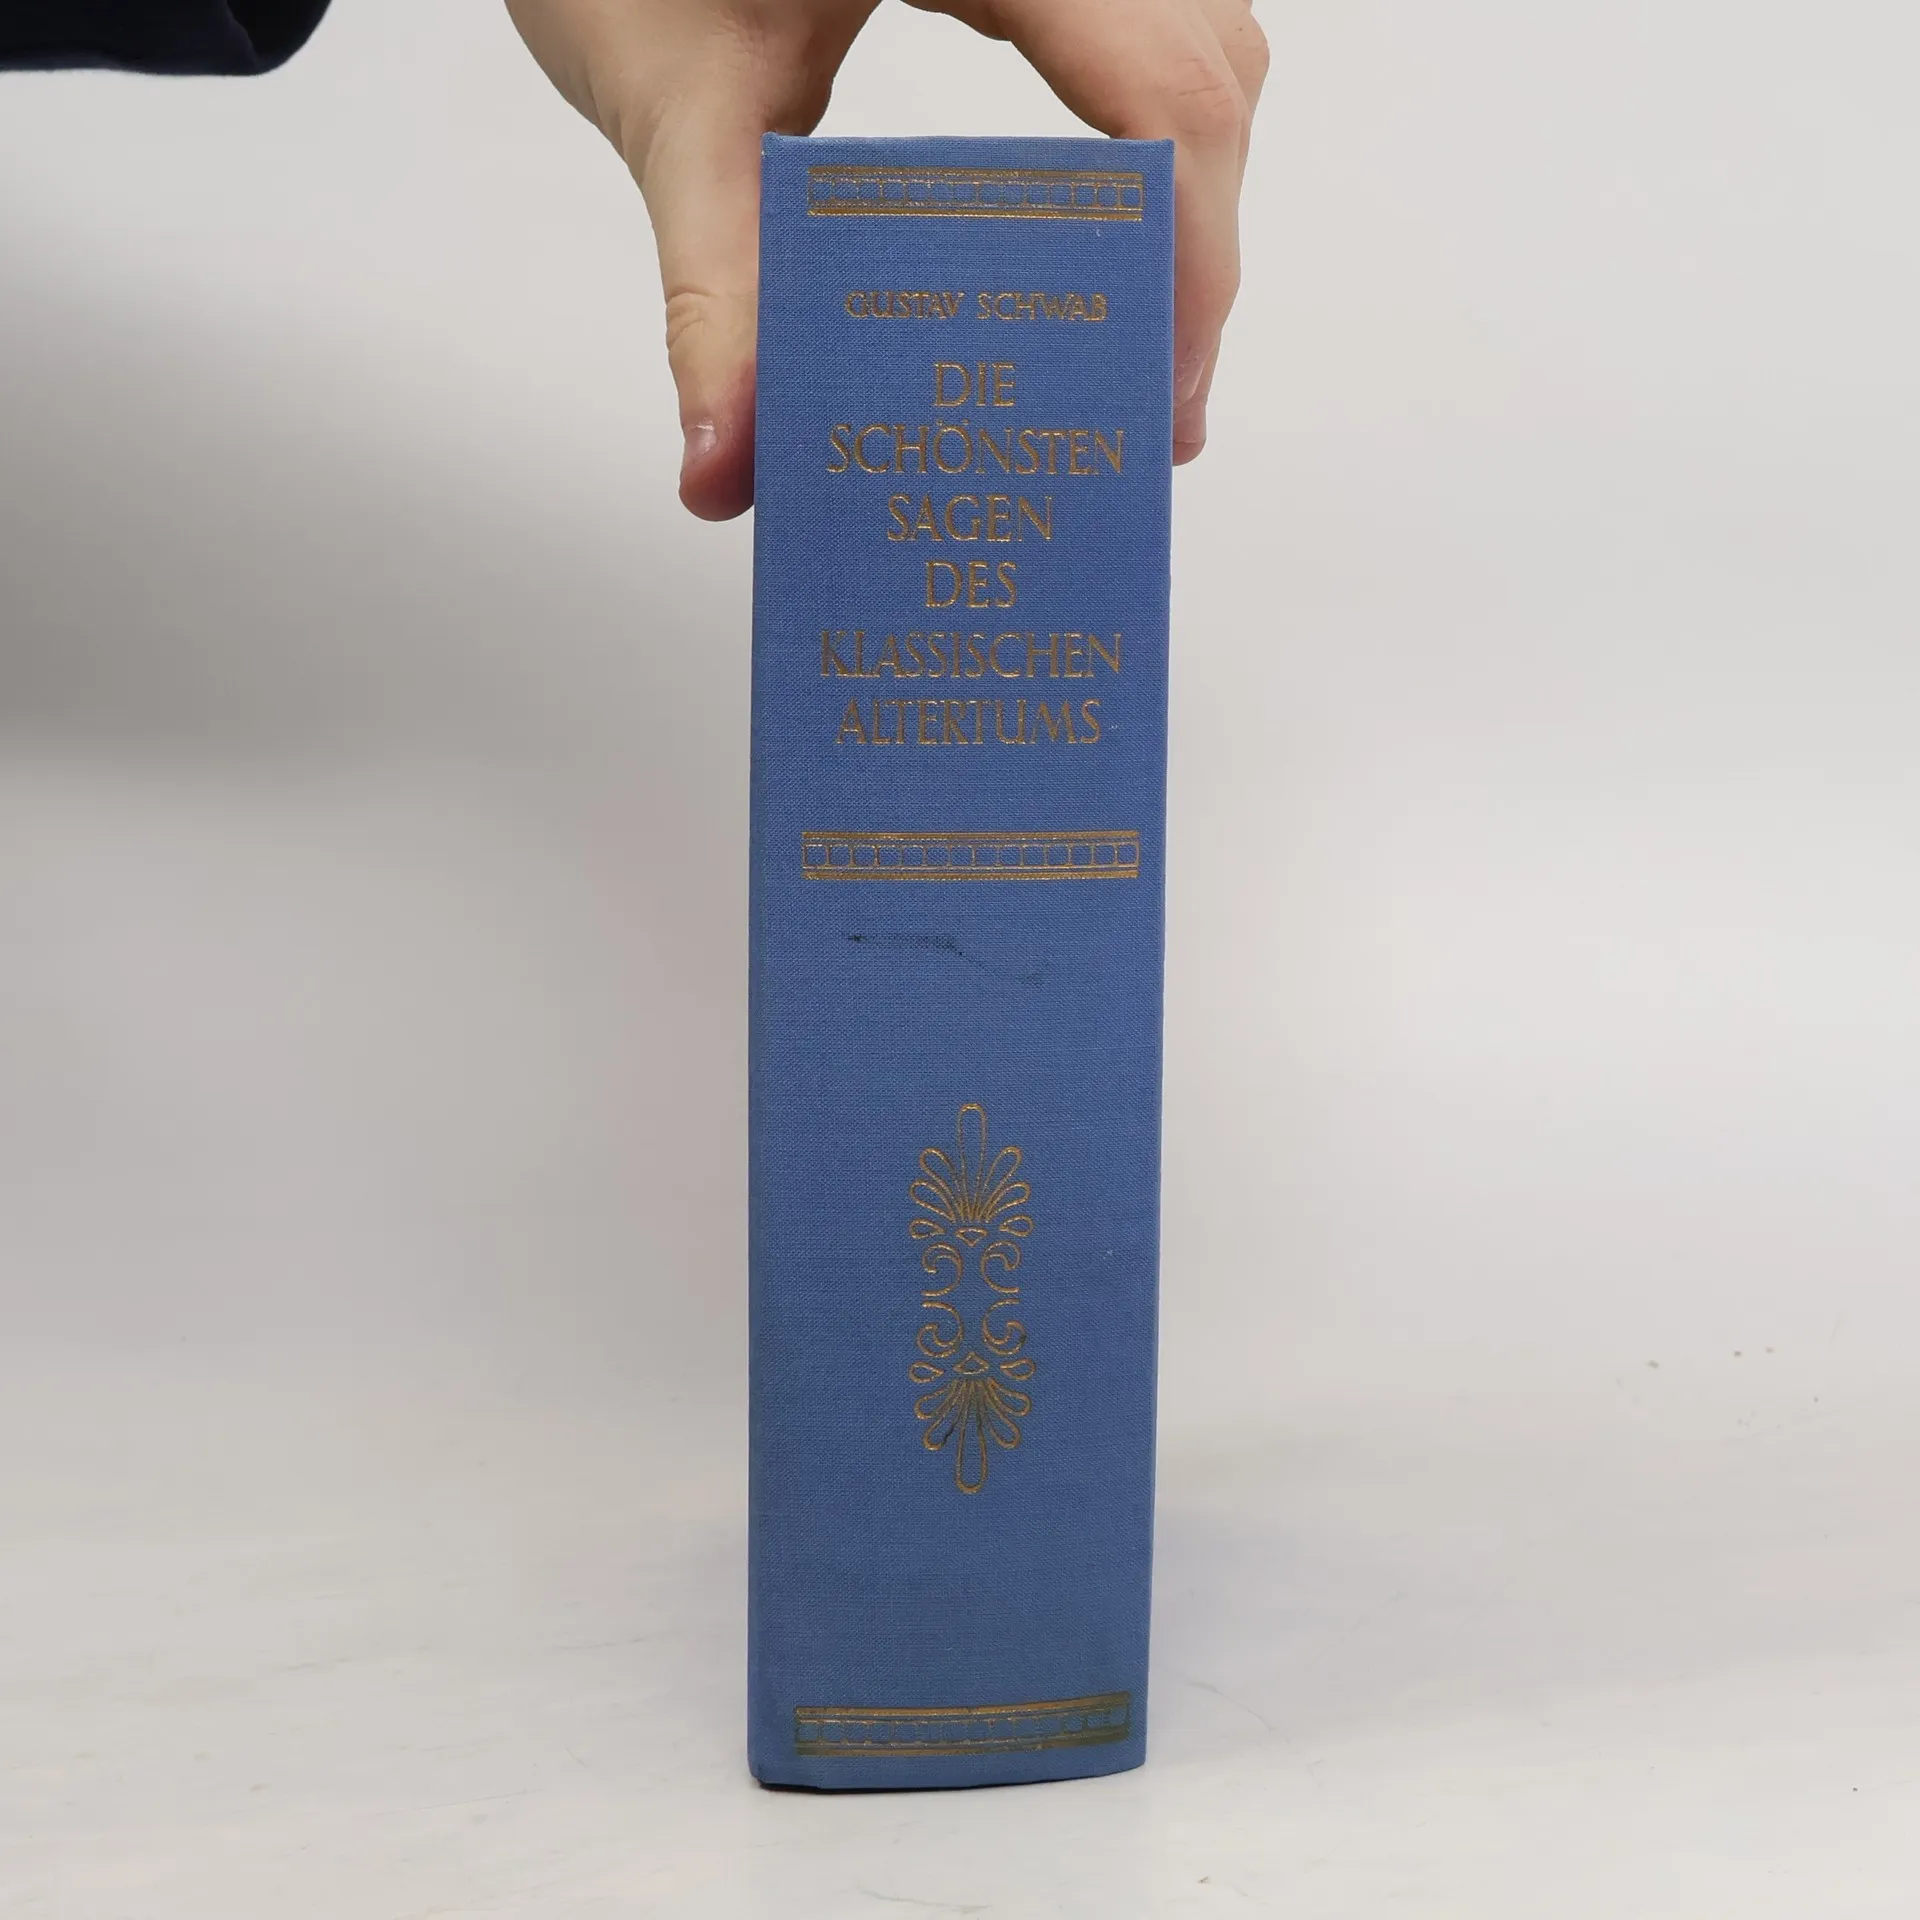 GUSTAV SCHWAB
DIE
SCHÖNSTEN
SAGEN
DES
KLASSISCHEN
ALTERTUMS